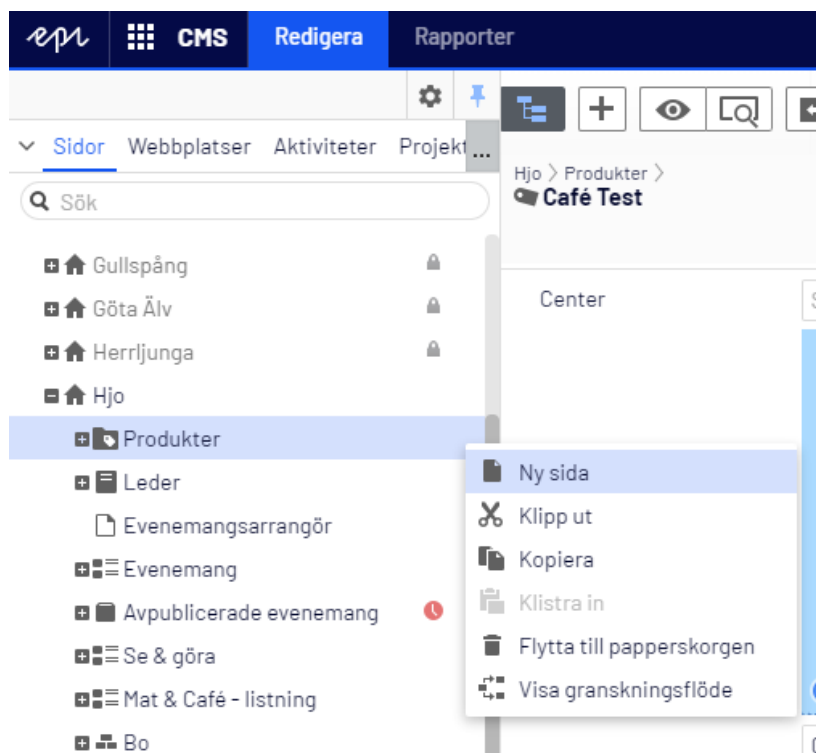 epi CMS Redigera Rapporter
Sidor Webbplatser Aktiviteter Projekt ...
Sök
Gullspång
Göta Älv
Herrljunga
Hjo
Produkter
Leder
Evenemangsarrangör
Evenemang
Avpublicerade evenemang
Se & göra
Mat & Café - listning
Bo
Hjo > Produkter >
Café Test
Center
Ny sida
Klipp ut
Kopiera
Klistra in
Flytta till papperskorgen
Visa granskningsflöde